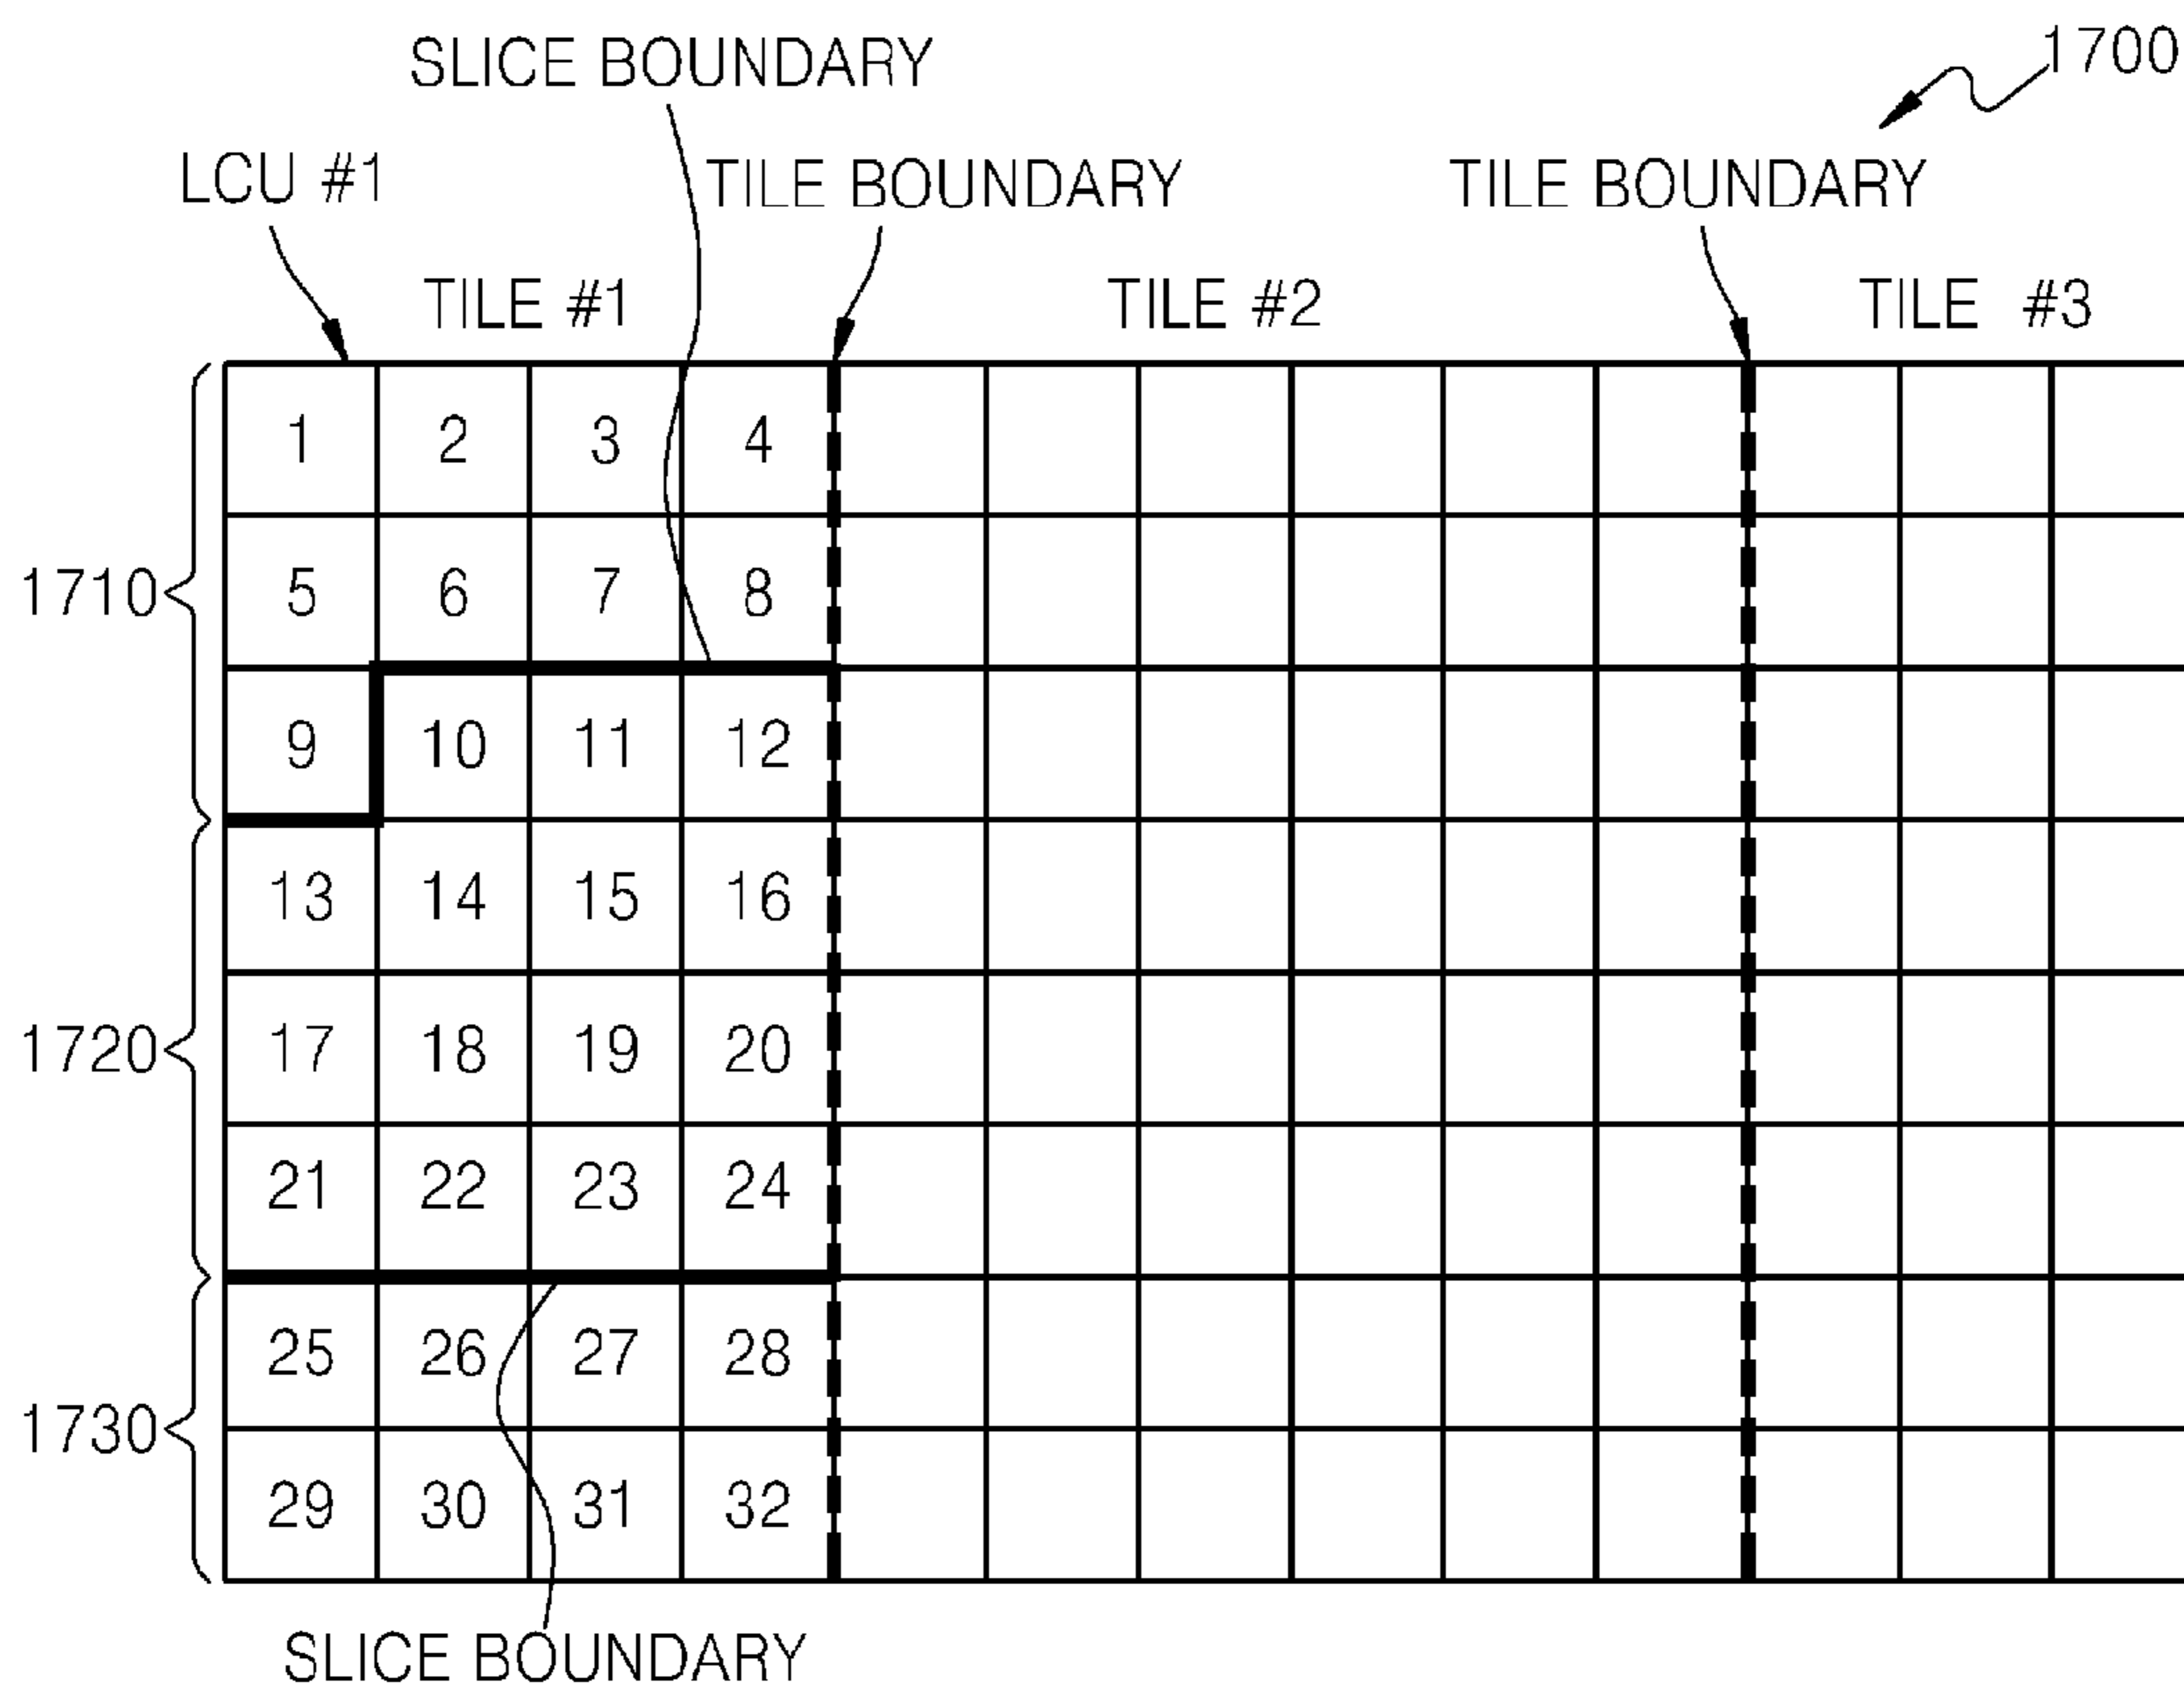 SLICE BOUNDARY
1700
LCU #1
TILE BOUNDARY
TILE BOUNDARY
TILE #1
TILE #2
TILE #3
1 2 3 4
1710
5 6 7 8
9 10 11 12
13 14 15 16
1720
17 18 19 20
21 22 23 24
25 26 27 28
1730
29 30 31 32
SLICE BOUNDARY